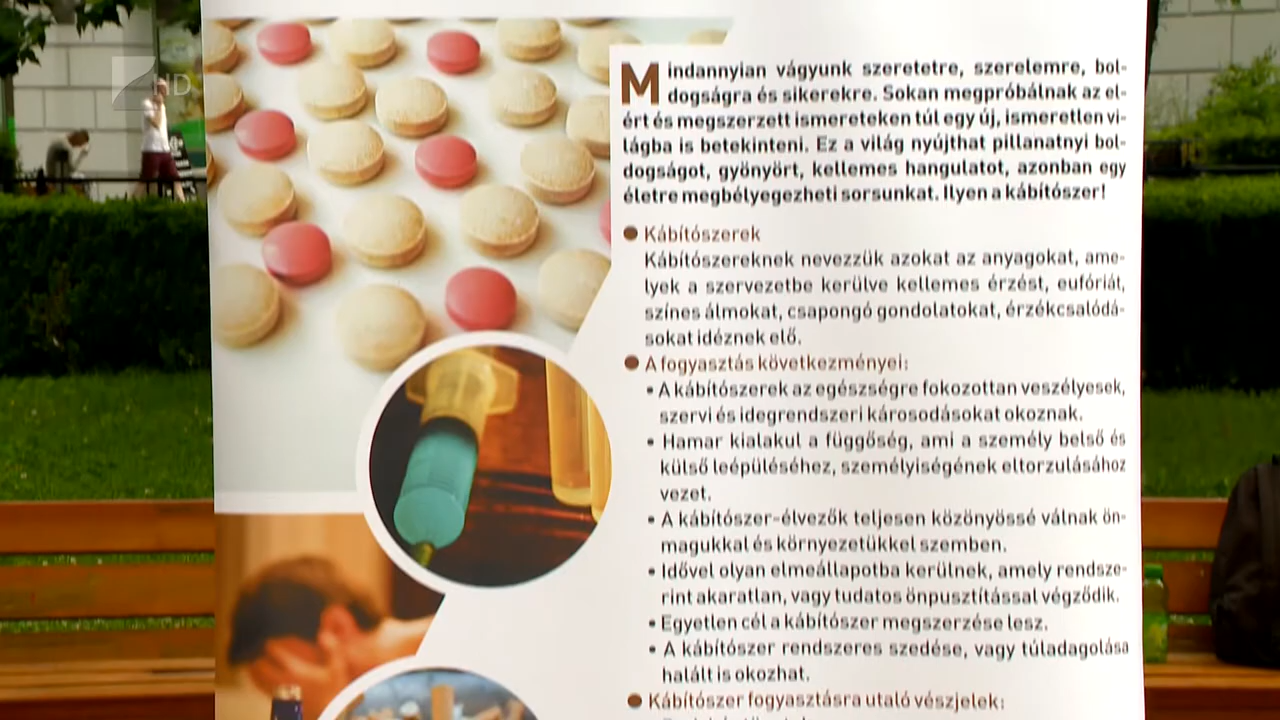 HD
Mindannyian vágyunk szeretetre, szerelemre, bol-
dogságra és sikerekre. Sokan megpróbálnak az el-
ért és megszerzett ismereteken túl egy új, ismeretlen vi-
lágba is betekinteni. Ez a világ nyújthat pillanatnyi bol-
dogságot, gyönyört, kellemes hangulatot, azonban egy
életre megbélyegezheti sorsunkat. Ilyen a kábítószer!
● Kábítószerek
Kábítószereknek nevezzük azokat az anyagokat, ame-
lyek a szervezetbe kerülve kellemes érzést, eufóriát,
színes álmokat, csapongó gondolatokat, érzékcsalódá-
sokat idéznek elő.
● A fogyasztás következményei:
• A kábítószerek az egészségre fokozottan veszélyesek,
szervi és idegrendszeri károsodásokat okoznak.
• Hamar kialakul a függőség, ami a személy belső és
külső leépüléséhez, személyiségének eltorzulásához
vezet.
• A kábítószer-élvezők teljesen közönyössé válnak ön-
magukkal és környezetükkel szemben.
• Idővel olyan elmeállapotba kerülnek, amely rendsze-
rint akaratlan, vagy tudatos önpusztítással végződik.
• Egyetlen cél a kábítószer megszerzése lesz.
• A kábítószer rendszeres szedése, vagy túladagolása
halált is okozhat.
● Kábítószer fogyasztásra utaló vészjelek: